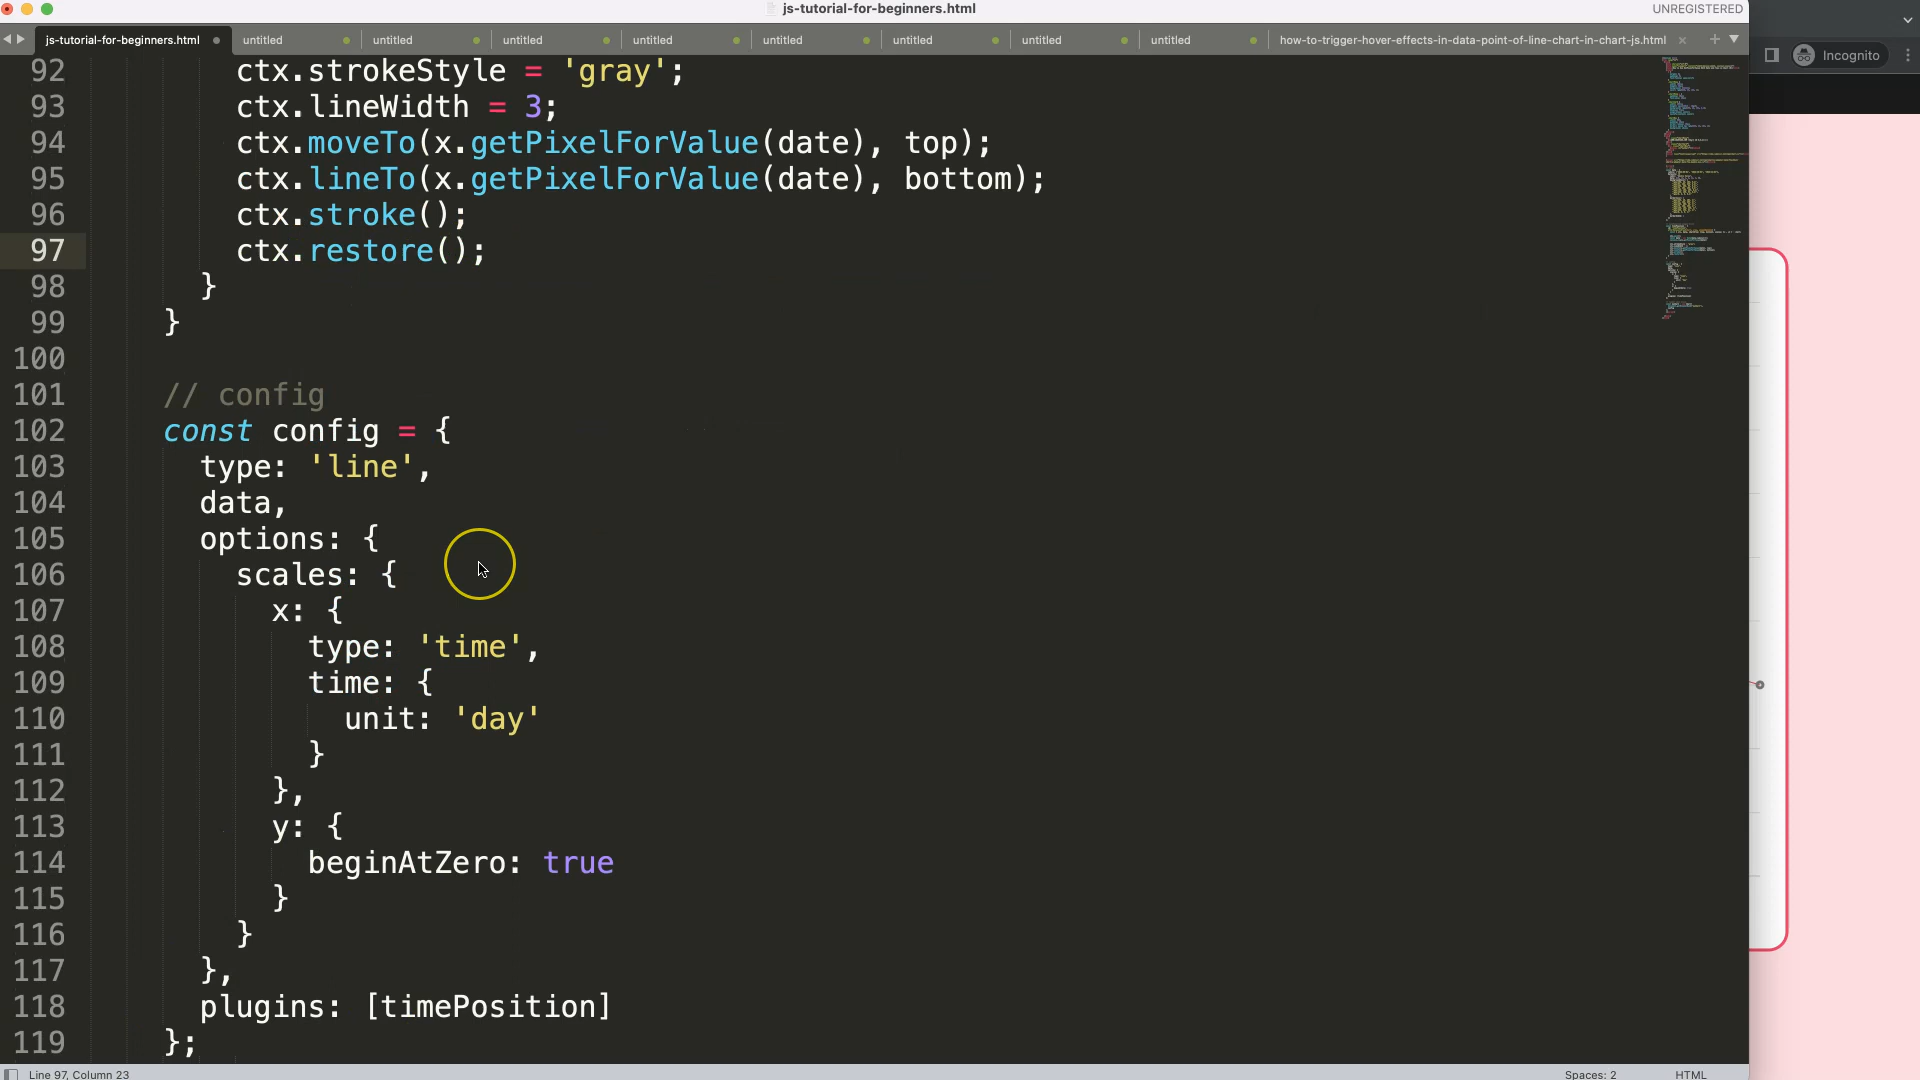 js-tutorial-for-beginners.html
UNREGISTERED
js-tutorial-for-beginners.html untitled untitled untitled untitled untitled untitled untitled untitled how-to-trigger-hover-effects-in-data-point-of-line-chart-in-chart-js.html
Incognito
92 ctx.strokeStyle = 'gray';
93 ctx.lineWidth = 3;
94 ctx.moveTo(x.getPixelForValue(date), top);
95 ctx.lineTo(x.getPixelForValue(date), bottom);
96 ctx.stroke();
97 ctx.restore();
98 }
99 }
100
101 // config
102 const config = {
103 type: 'line',
104 data,
105 options: {
106 scales: {
107 x: {
108 type: 'time',
109 time: {
110 unit: 'day'
111 }
112 },
113 y: {
114 beginAtZero: true
115 }
116 }
117 },
118 plugins: [timePosition]
119 };
Line 97, Column 23
Spaces: 2
HTML